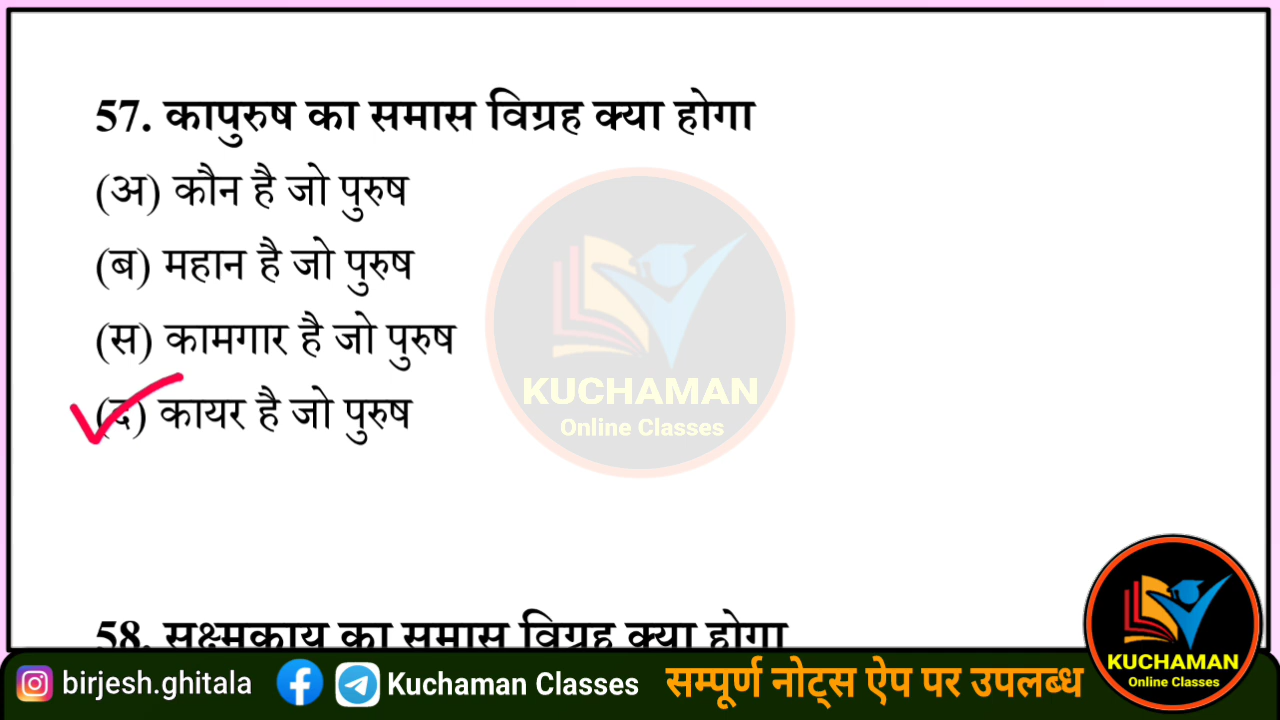 57. कापुरुष का समास विग्रह क्या होगा
(अ) कौन है जो पुरुष
(ब) महान है जो पुरुष
(स) कामगार है जो पुरुष
(द) कायर है जो पुरुष
KUCHAMAN
Online Classes
58. सूक्ष्मकाय का समास विग्रह क्या होगा
birjesh.ghitala
Kuchaman Classes
सम्पूर्ण नोट्स ऐप पर उपलब्ध
KUCHAMAN
Online Classes